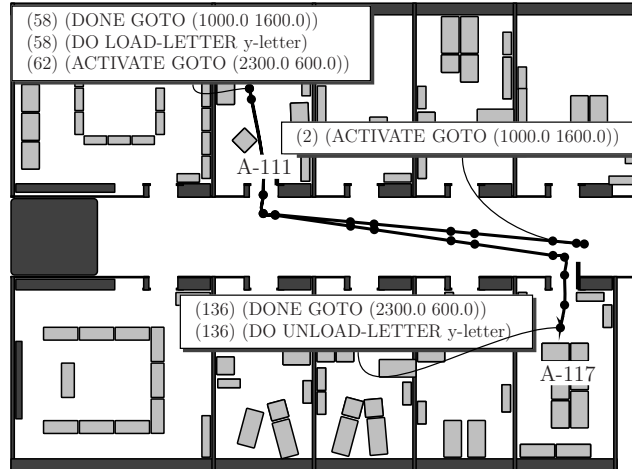 (58) (DONE GOTO (1000.0 1600.0))
(58) (DO LOAD-LETTER y-letter)
(62) (ACTIVATE GOTO (2300.0 600.0))
(2) (ACTIVATE GOTO (1000.0 1600.0))
A-111
(136) (DONE GOTO (2300.0 600.0))
(136) (DO UNLOAD-LETTER y-letter)
A-117